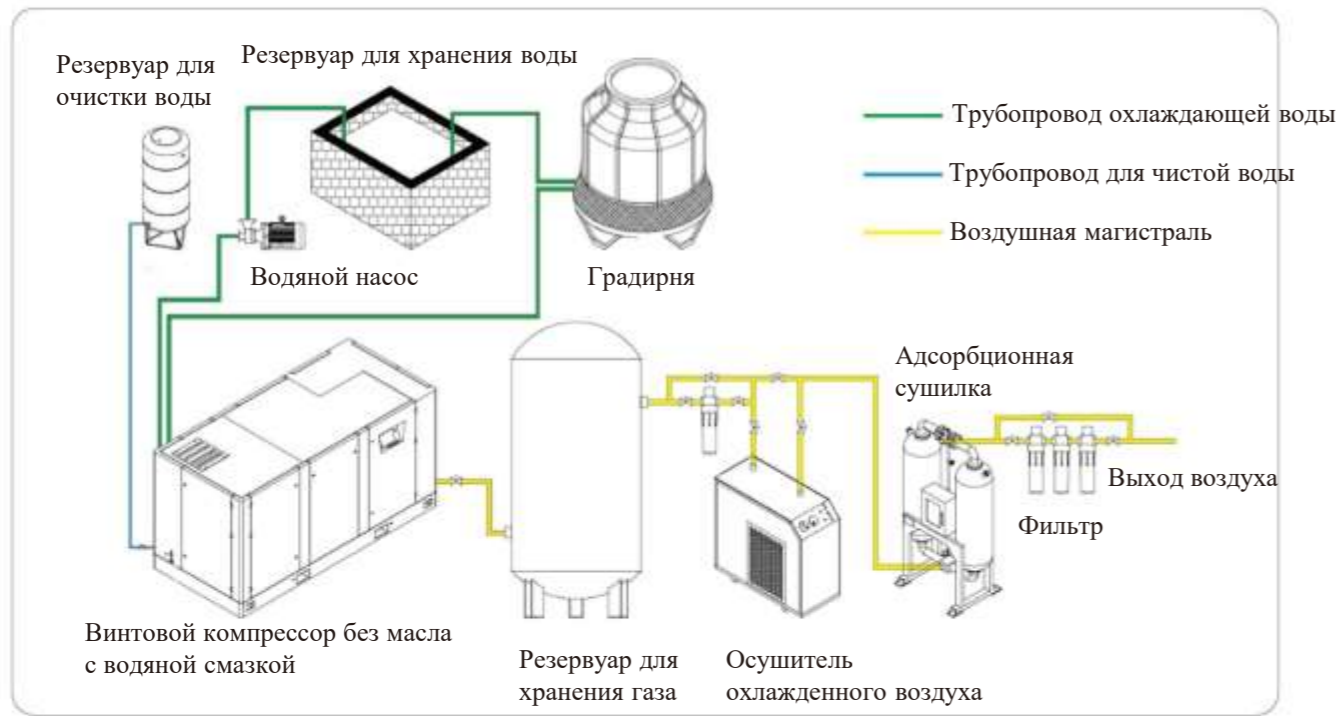 Резервуар для
очистки воды
Резервуар для хранения воды
Трубопровод охлаждающей воды
Трубопровод для чистой воды
Воздушная магистраль
Водяной насос
Градирня
Адсорбционная
сушилка
Выход воздуха
Фильтр
Винтовой компрессор без масла
с водяной смазкой
Резервуар для
хранения газа
Осушитель
охлажденного воздуха